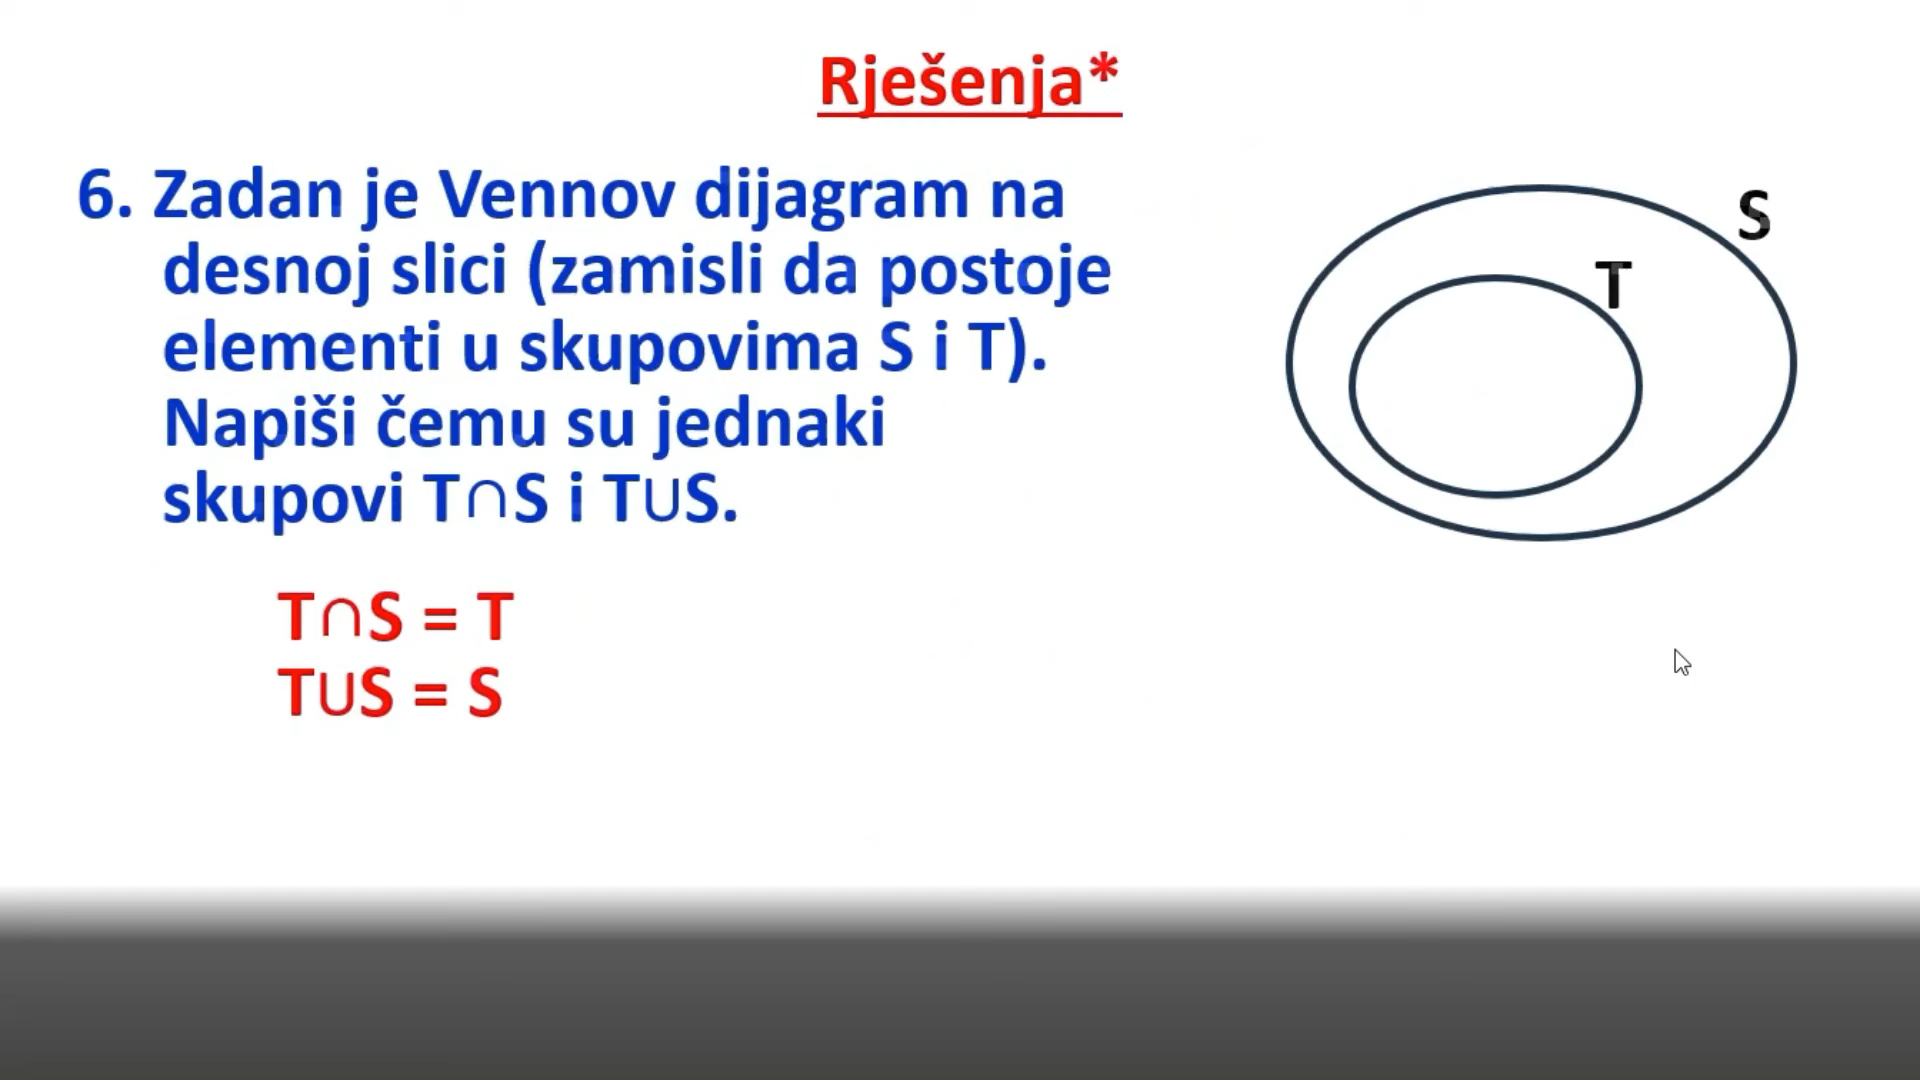 Rješenja*
6. Zadan je Vennov dijagram na
desnoj slici (zamisli da postoje
elementi u skupovima S i T).
Napiši čemu su jednaki
skupovi T∩S i T∪S.
T∩S = T
T∪S = S
S
T